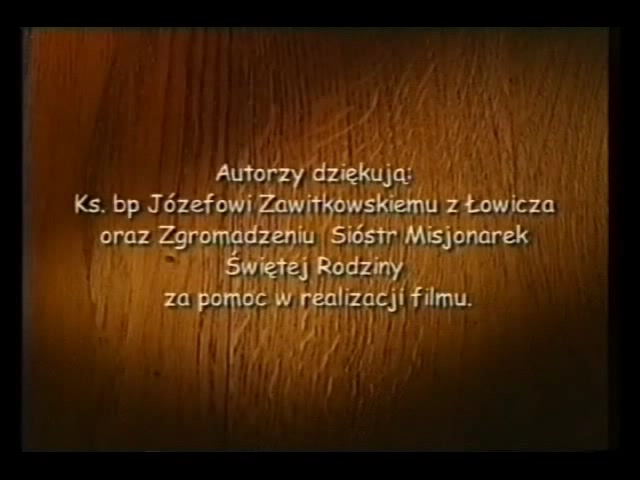 Autorzy dziękują:
Ks. bp Józefowi Zawitkowskiemu z Łowicza
oraz Zgromadzeniu Sióstr Misjonarek
Świętej Rodziny
za pomoc w realizacji filmu.